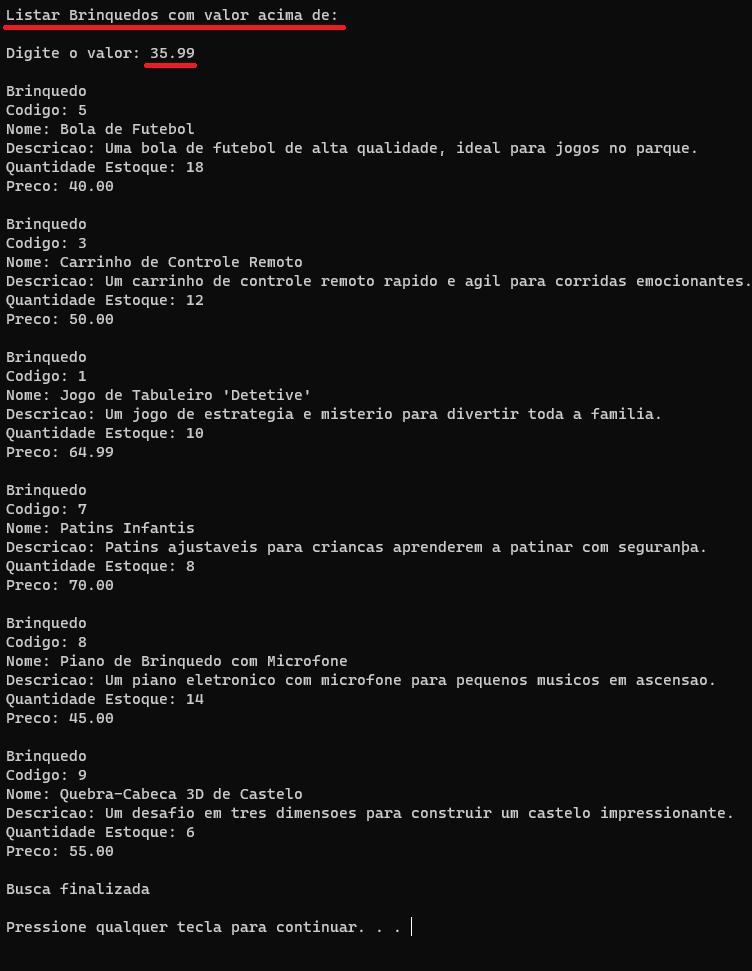 Listar Brinquedos com valor acima de:
Digite o valor: 35.99
Brinquedo
Codigo: 5
Nome: Bola de Futebol
Descricao: Uma bola de futebol de alta qualidade, ideal para jogos no parque.
Quantidade Estoque: 18
Preco: 40.00
Brinquedo
Codigo: 3
Nome: Carrinho de Controle Remoto
Descricao: Um carrinho de controle remoto rapido e agil para corridas emocionantes.
Quantidade Estoque: 12
Preco: 50.00
Brinquedo
Codigo: 1
Nome: Jogo de Tabuleiro 'Detetive'
Descricao: Um jogo de estrategia e misterio para divertir toda a familia.
Quantidade Estoque: 10
Preco: 64.99
Brinquedo
Codigo: 7
Nome: Patins Infantis
Descricao: Patins ajustaveis para criancas aprenderem a patinar com seguranþa.
Quantidade Estoque: 8
Preco: 70.00
Brinquedo
Codigo: 8
Nome: Piano de Brinquedo com Microfone
Descricao: Um piano eletronico com microfone para pequenos musicos em ascensao.
Quantidade Estoque: 14
Preco: 45.00
Brinquedo
Codigo: 9
Nome: Quebra-Cabeca 3D de Castelo
Descricao: Um desafio em tres dimensoes para construir um castelo impressionante.
Quantidade Estoque: 6
Preco: 55.00
Busca finalizada
Pressione qualquer tecla para continuar. . .